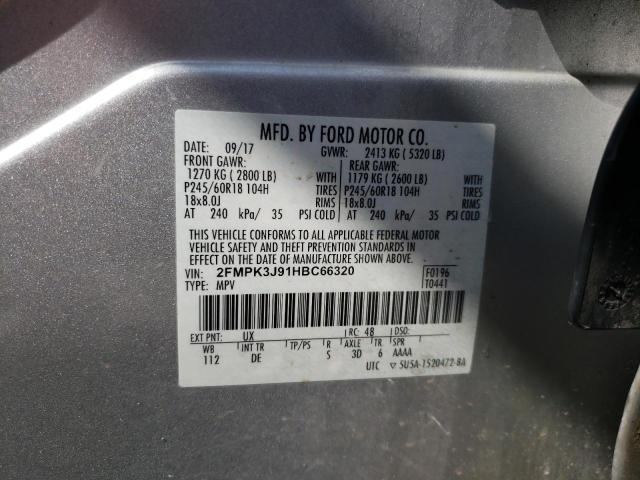 MFD. BY FORD MOTOR CO.
DATE: 09/17 GVWR: 2413 KG ( 5320 LB)
FRONT GAWR: REAR GAWR:
1270 KG ( 2800 LB) WITH 1179 KG ( 2600 LB) WITH
P245/60R18 104H TIRES P245/60R18 104H TIRES
18x8.0J RIMS 18x8.0J RIMS
AT 240 kPa/ 35 PSI COLD AT 240 kPa/ 35 PSI COLD
THIS VEHICLE CONFORMS TO ALL APPLICABLE FEDERAL MOTOR
VEHICLE SAFETY AND THEFT PREVENTION STANDARDS IN
EFFECT ON THE DATE OF MANUFACTURE SHOWN ABOVE.
VIN: 2FMPK3J91HBC66320 F0196
TYPE: MPV T0441
EXT PNT: UX RC: 48 DSO:
WB INT TR TP/PS R AXLE TR SPR
112 DE S 3D 6 AAAA
UTC ▽ 5U5A-1520472-BA